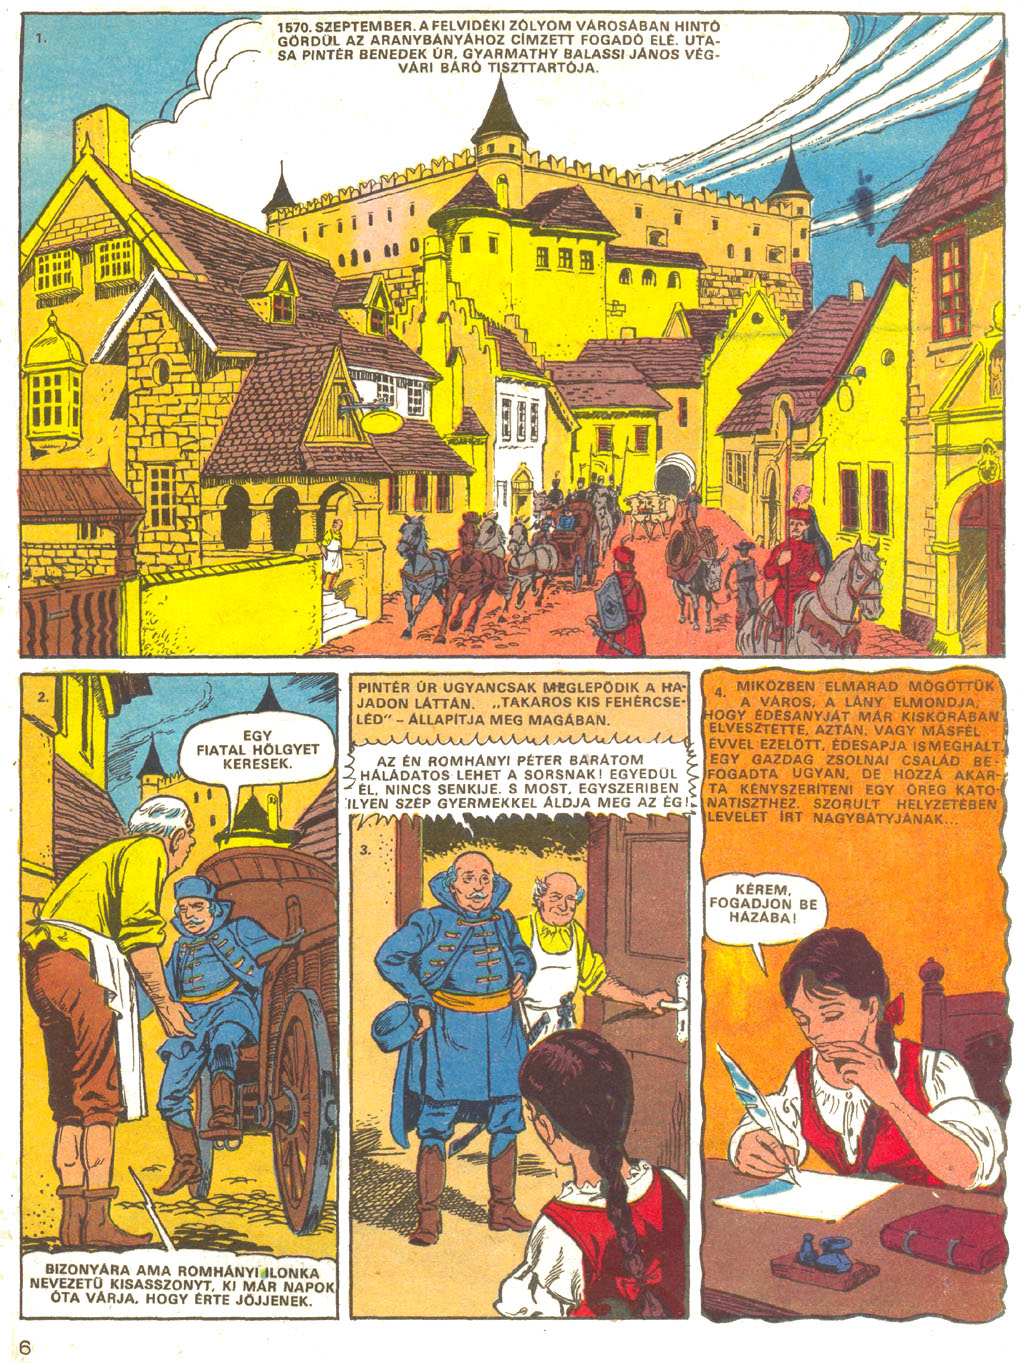 1.
1570. SZEPTEMBER. A FELVIDÉKI ZÓLYOM VÁROSÁBAN HINTÓ
GÖRDÜL AZ ARANYBÁNYÁHOZ CÍMZETT FOGADÓ ELÉ. UTA-
SA PINTÉR BENEDEK ÚR, GYARMATHY BALASSI JÁNOS VÉG-
VÁRI BÁRÓ TISZTTARTÓJA.
2.
EGY
FIATAL HÖLGYET
KERESEK.
BIZONYÁRA AMA ROMHÁNYI ILONKA
NEVEZETŰ KISASSZONYT, KI MÁR NAPOK
ÓTA VÁRJA, HOGY ÉRTE JÖJJENEK.
PINTÉR ÚR UGYANCSAK MEGLEPŐDIK A HA-
JADON LÁTTÁN. „TAKAROS KIS FEHÉRCSE-
LÉD" – ÁLLAPÍTJA MEG MAGÁBAN.
AZ ÉN ROMHÁNYI PÉTER BARÁTOM
HÁLÁDATOS LEHET A SORSNAK! EGYEDÜL
ÉL, NINCS SENKIJE. S MOST, EGYSZERIBEN
ILYEN SZÉP GYERMEKKEL ÁLDJA MEG AZ ÉG!
3.
4. MIKÖZBEN ELMARAD MÖGÖTTÜK
A VÁROS, A LÁNY ELMONDJA,
HOGY ÉDESANYJÁT MÁR KISKORÁBAN
ELVESZTETTE, AZTÁN, VAGY MÁSFÉL
ÉVVEL EZELŐTT, ÉDESAPJA IS MEGHALT.
EGY GAZDAG ZSOLNAI CSALÁD BE-
FOGADTA UGYAN, DE HOZZÁ AKAR-
TA KÉNYSZERÍTENI EGY ÖREG KATO-
NATISZTHEZ. SZORULT HELYZETÉBEN
LEVELET ÍRT NAGYBÁTYJÁNAK...
KÉREM,
FOGADJON BE
HÁZÁBA!
6